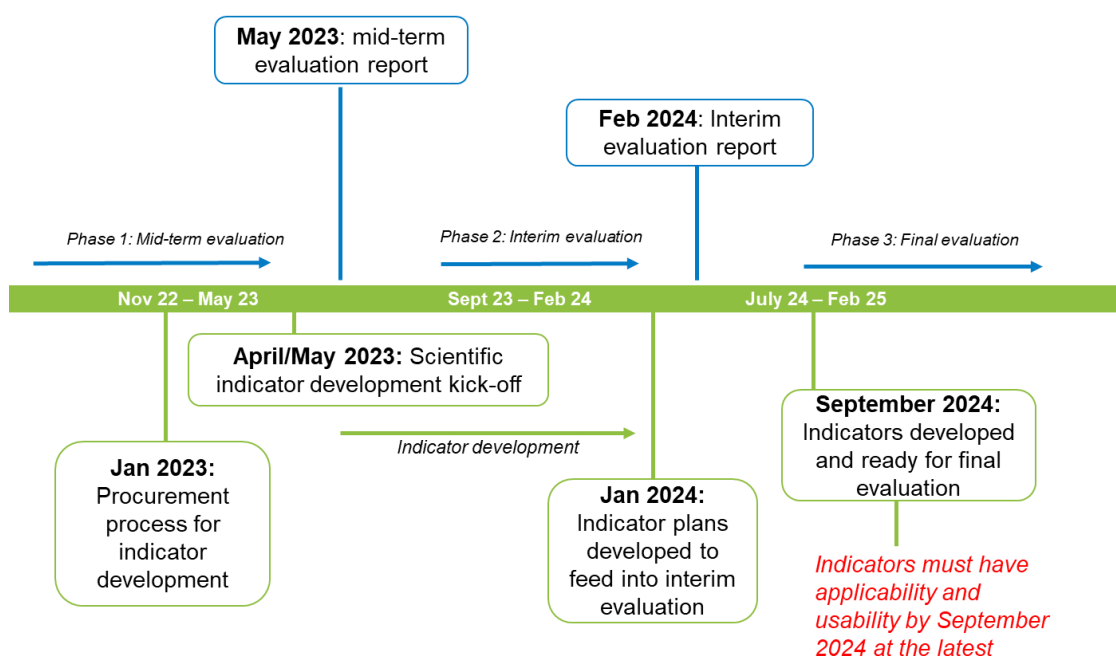 May 2023: mid-term
evaluation report
Feb 2024: Interim
evaluation report
Phase 1: Mid-term evaluation
Phase 2: Interim evaluation
Phase 3: Final evaluation
Nov 22 – May 23
Sept 23 – Feb 24
July 24 – Feb 25
April/May 2023: Scientific
indicator development kick-off
Indicator development
Jan 2023:
Procurement
process for
indicator
development
Jan 2024:
Indicator plans
developed to
feed into interim
evaluation
September 2024:
Indicators developed
and ready for final
evaluation
Indicators must have
applicability and
usability by September
2024 at the latest